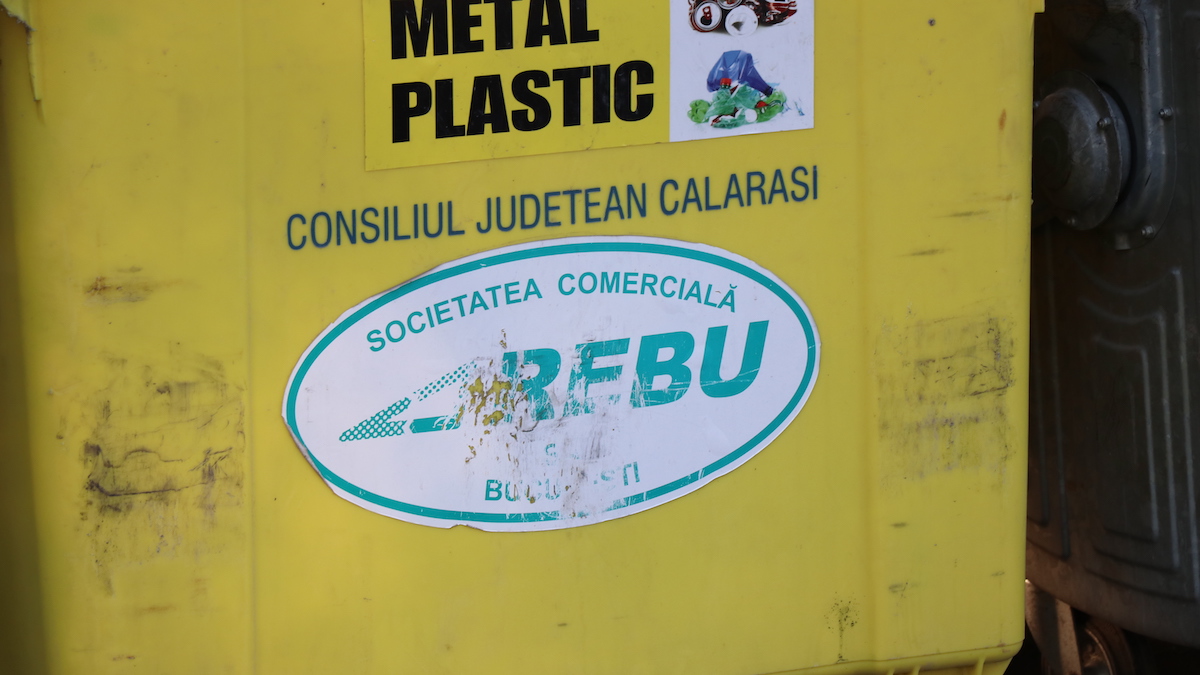 METAL
PLASTIC
CONSILIUL JUDETEAN CALARASI
SOCIETATEA COMERCIALĂ
REBU